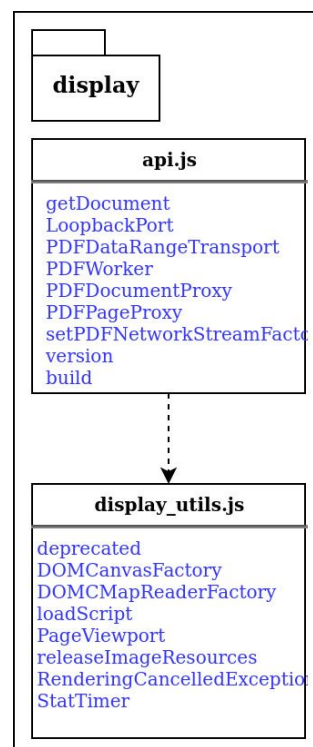 display
api.js
getDocument
LoopbackPort
PDFDataRangeTransport
PDFWorker
PDFDocumentProxy
PDFPageProxy
setPDFNetworkStreamFacto
version
build
display_utils.js
deprecated
DOMCanvasFactory
DOMCMapReaderFactory
loadScript
PageViewport
releaseImageResources
RenderingCancelledException
StatTimer